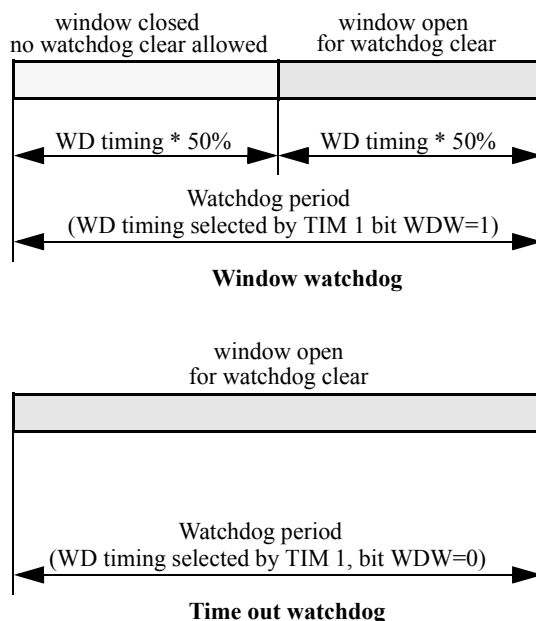 window closed
no watchdog clear allowed
window open
for watchdog clear
WD timing * 50%
WD timing * 50%
Watchdog period
(WD timing selected by TIM 1 bit WDW=1)
Window watchdog
window open
for watchdog clear
Watchdog period
(WD timing selected by TIM 1, bit WDW=0)
Time out watchdog